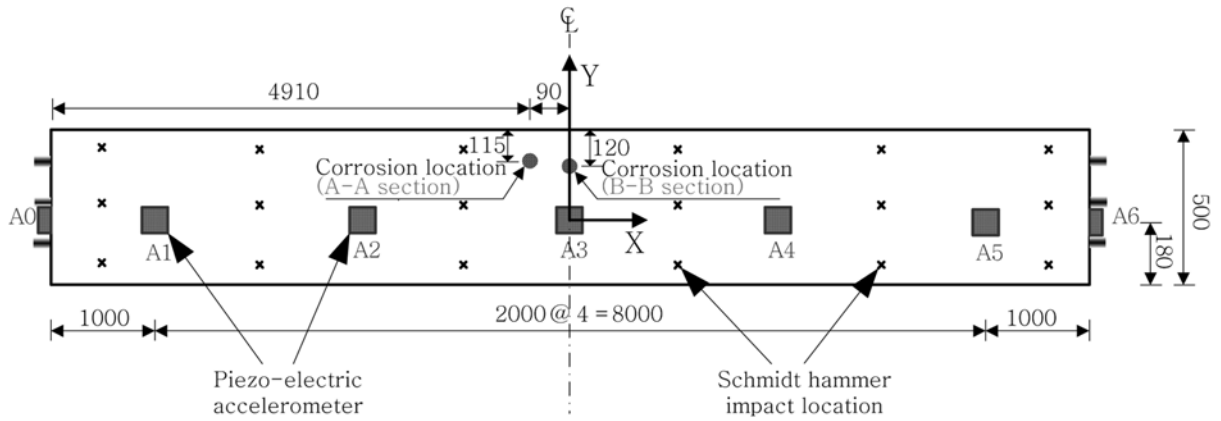 ℄
Y
4910
90
115
120
Corrosion location
(A-A section)
Corrosion location
(B-B section)
A0
A1
A2
A3
X
A4
A5
A6
500
180
1000
2000@ 4 =8000
1000
Piezo-electric
accelerometer
Schmidt hammer
impact location